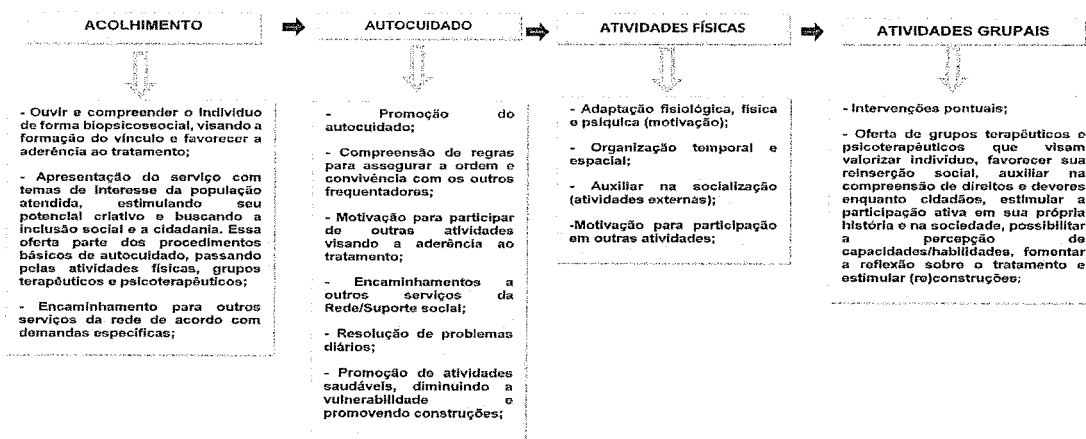 ACOLHIMENTO
AUTOCUIDADO
ATIVIDADES FÍSICAS
ATIVIDADES GRUPAIS
- Ouvir e compreender o indivíduo
de forma biopsicossocial, visando a
formação do vínculo e favorecer a
aderência ao tratamento;
- Apresentação do serviço com
temas de interesse da população
atendida, estimulando seu
potencial criativo e buscando a
inclusão social e a cidadania. Essa
oferta parte dos procedimentos
básicos de autocuidado, passando
pelas atividades físicas, grupos
terapêuticos e psicoterapêuticos;
- Encaminhamento para outros
serviços da rede de acordo com
demandas específicas;
- Promoção do
autocuidado;
- Compreensão de regras
para assegurar a ordem e
convivência com os outros
frequentadores;
- Motivação para participar
de outras atividades
visando a aderência ao
tratamento;
- Encaminhamentos a
outros serviços da
Rede/Suporte social;
- Resolução de problemas
diários;
- Promoção de atividades
saudáveis, diminuindo a
vulnerabilidade e
promovendo construções;
- Adaptação fisiológica, física
e psíquica (motivação);
- Organização temporal e
espacial;
- Auxiliar na socialização
(atividades externas);
-Motivação para participação
em outras atividades;
- Intervenções pontuais;
- Oferta de grupos terapêuticos e
psicoterapêuticos que visam
valorizar indivíduo, favorecer sua
reinserção social, auxiliar na
compreensão de direitos e deveres
enquanto cidadãos, estimular a
participação ativa em sua própria
história e na sociedade, possibilitar
a percepção de
capacidades/habilidades, fomentar
a reflexão sobre o tratamento e
estimular (re)construções;